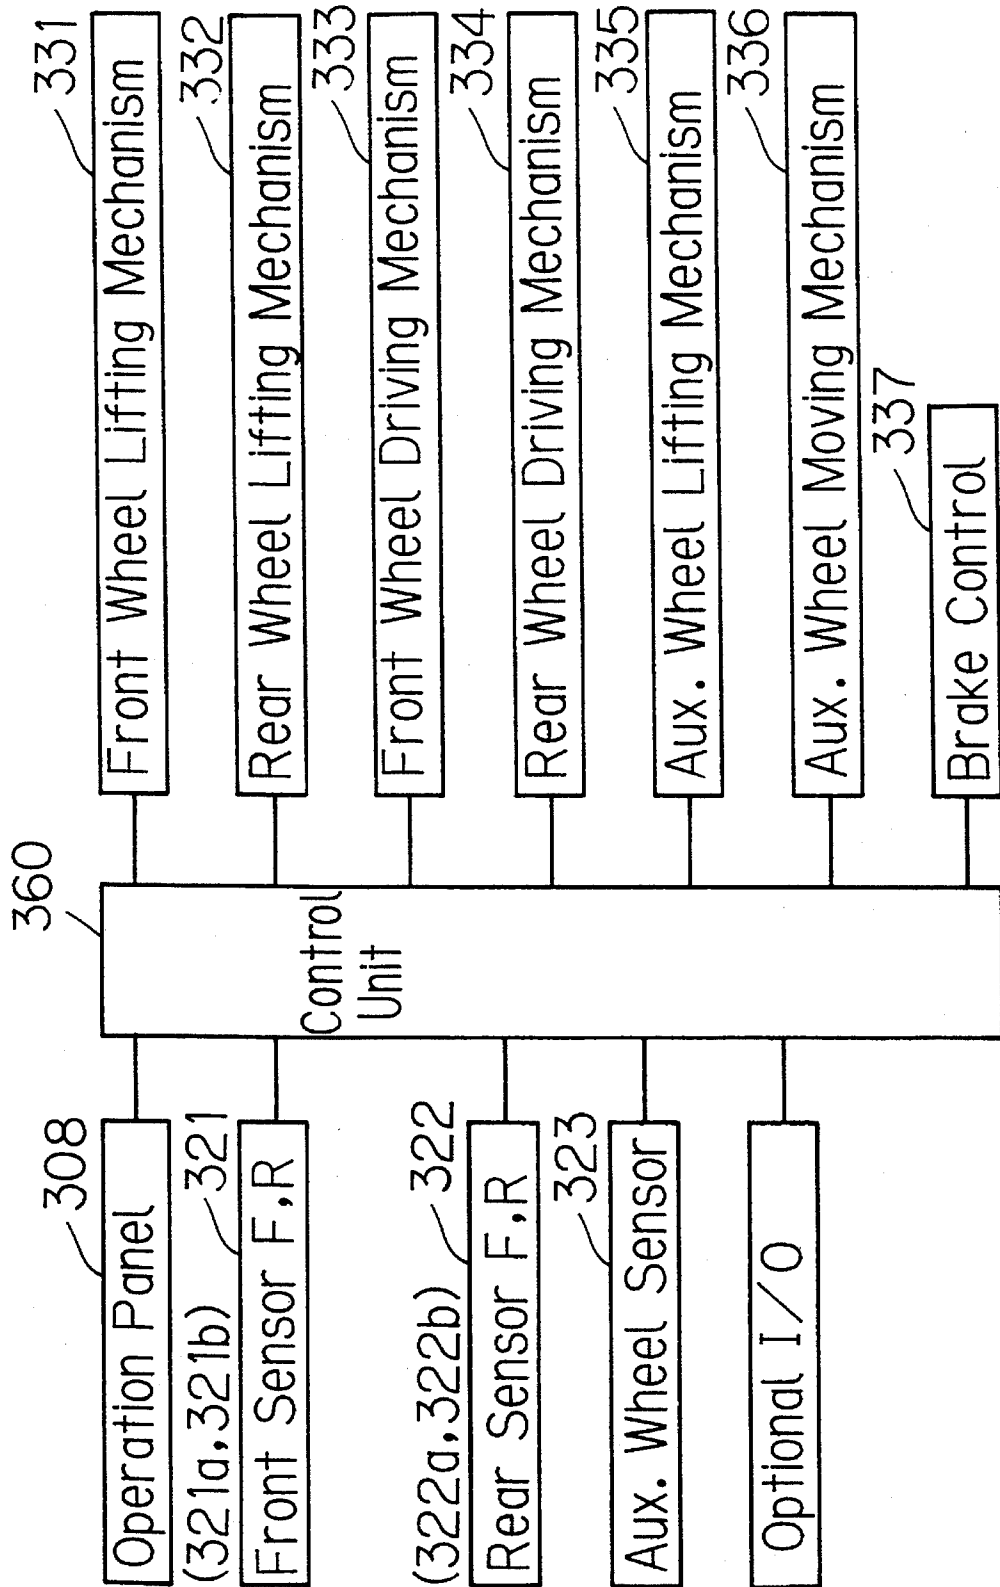 360
308
Operation Panel
(321a,321b) 321
Front Sensor F,R
(322a,322b) 322
Rear Sensor F,R
323
Aux. Wheel Sensor
Optional I/O
Control
Unit
331
Front Wheel Lifting Mechanism
332
Rear Wheel Lifting Mechanism
333
Front Wheel Driving Mechanism
334
Rear Wheel Driving Mechanism
335
Aux. Wheel Lifting Mechanism
336
Aux. Wheel Moving Mechanism
337
Brake Control